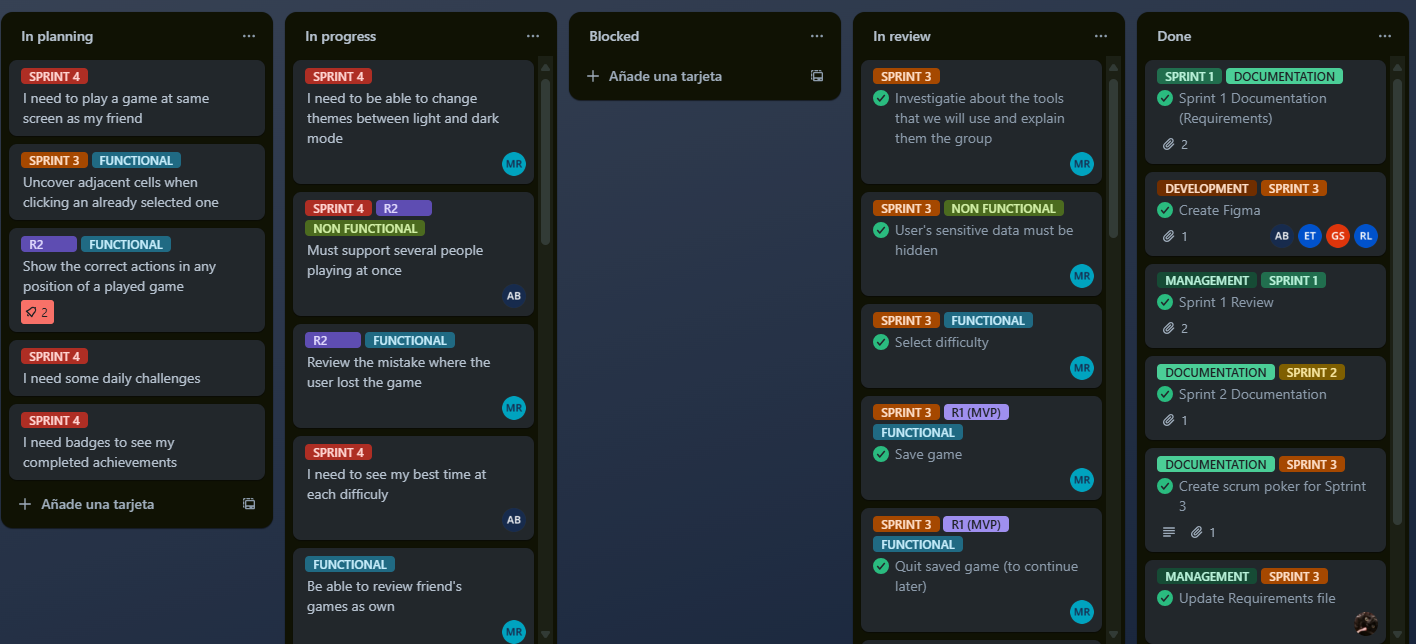 In planning
SPRINT 4
I need to play a game at same
screen as my friend
SPRINT 3 FUNCTIONAL
Uncover adjacent cells when
clicking an already selected one
R2 FUNCTIONAL
Show the correct actions in any
position of a played game
2
SPRINT 4
I need some daily challenges
SPRINT 4
I need badges to see my
completed achievements
Añade una tarjeta
In progress
SPRINT 4
I need to be able to change
themes between light and dark
mode
MR
SPRINT 4 R2
NON FUNCTIONAL
Must support several people
playing at once
AB
R2 FUNCTIONAL
Review the mistake where the
user lost the game
MR
SPRINT 4
I need to see my best time at
each difficuly
AB
FUNCTIONAL
Be able to review friend's
games as own
MR
Blocked
Añade una tarjeta
In review
SPRINT 3
Investigatie about the tools
that we will use and explain
them the group
MR
SPRINT 3 NON FUNCTIONAL
User's sensitive data must be
hidden
MR
SPRINT 3 FUNCTIONAL
Select difficulty
MR
SPRINT 3 R1 (MVP)
FUNCTIONAL
Save game
MR
SPRINT 3 R1 (MVP)
FUNCTIONAL
Quit saved game (to continue
later)
MR
Done
SPRINT 1 DOCUMENTATION
Sprint 1 Documentation
(Requirements)
2
DEVELOPMENT SPRINT 3
Create Figma
1 AB ET GS RL
MANAGEMENT SPRINT 1
Sprint 1 Review
2
DOCUMENTATION SPRINT 2
Sprint 2 Documentation
1
DOCUMENTATION SPRINT 3
Create scrum poker for Sptrint
3
1
MANAGEMENT SPRINT 3
Update Requirements file